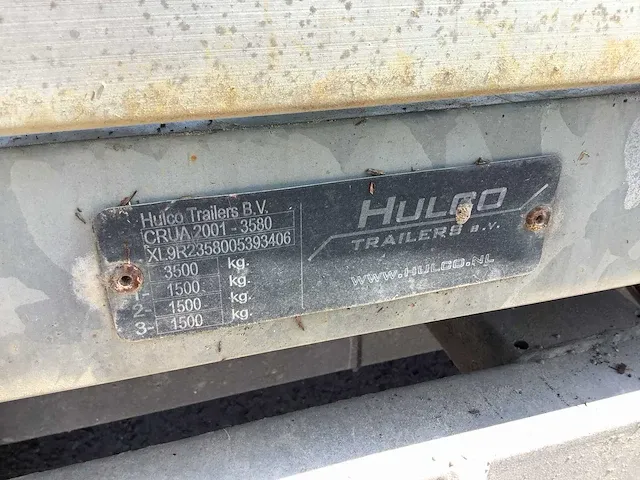 Hulco Trailers B.V.
CRUA 2001 - 3580
XL9R2358005393406
3500 kg.
1- 1500 kg.
2- 1500 kg.
3- 1500 kg.
HULCO
TRAILERS B.V.
WWW.HULCO.NL